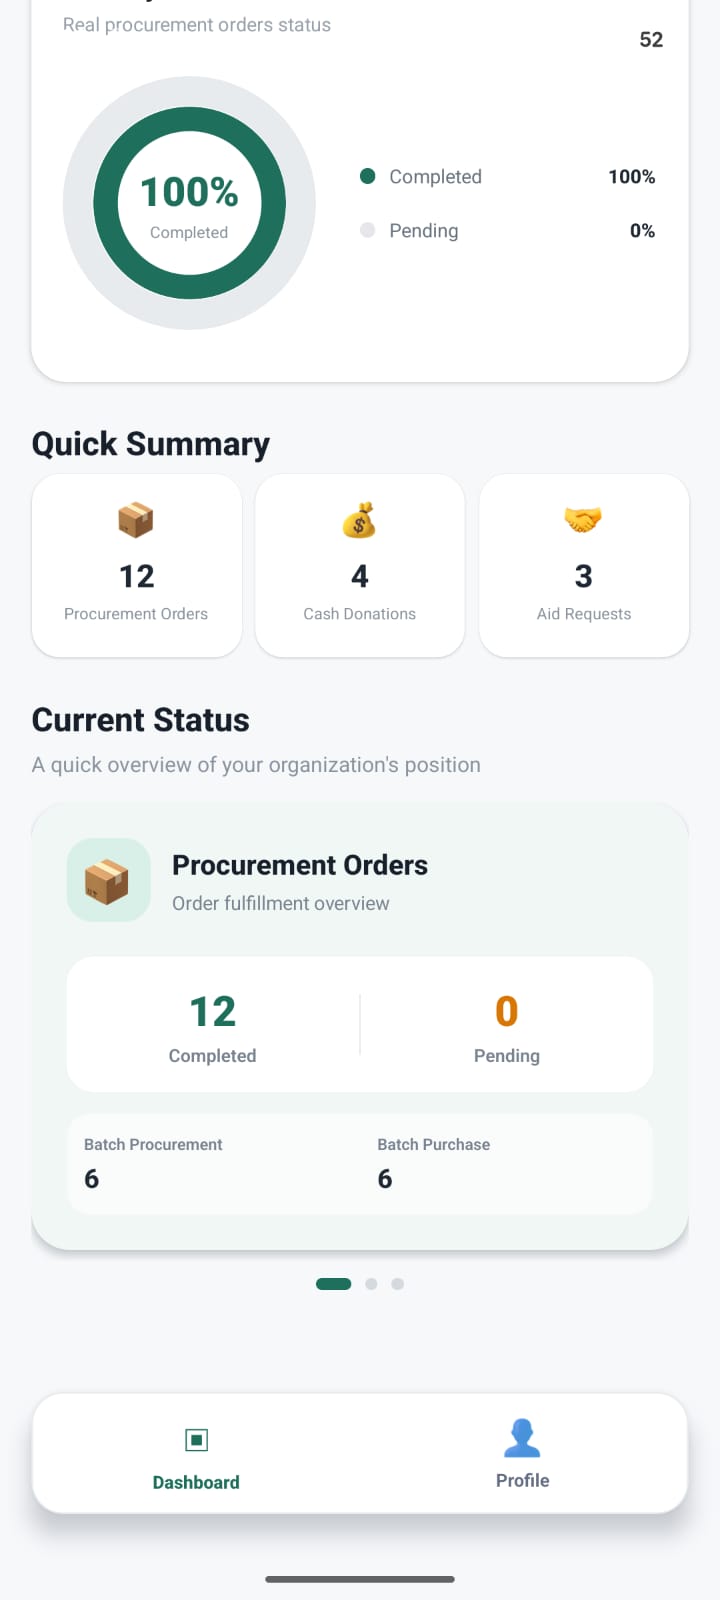 Real procurement orders status
52
100%
Completed
Completed 100%
Pending 0%
Quick Summary
12
Procurement Orders
4
Cash Donations
3
Aid Requests
Current Status
A quick overview of your organization's position
Procurement Orders
Order fulfillment overview
12
Completed
0
Pending
Batch Procurement
6
Batch Purchase
6
Dashboard
Profile